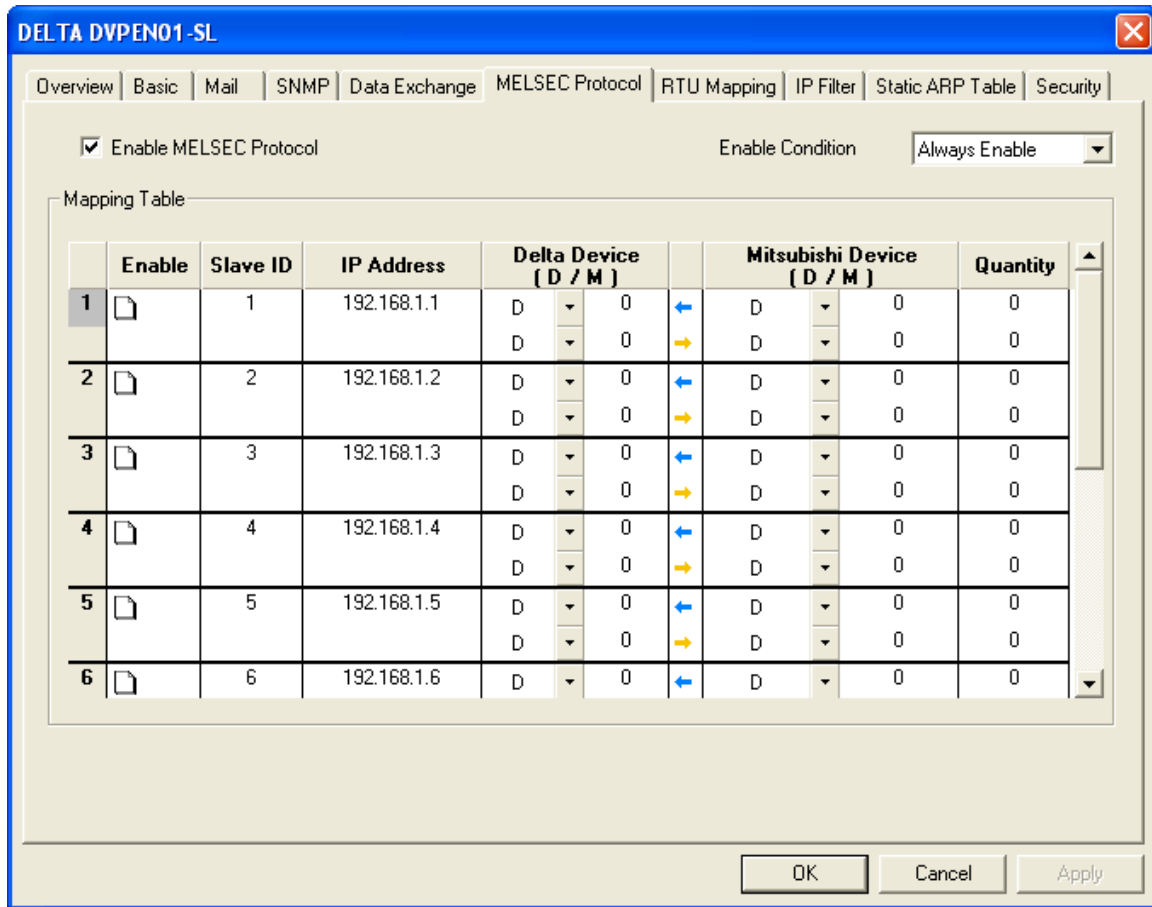 DELTA DVPEN01-SL
Overview Basic Mail SNMP Data Exchange MELSEC Protocol RTU Mapping IP Filter Static ARP Table Security
Enable MELSEC Protocol Enable Condition Always Enable
Mapping Table
Enable Slave ID IP Address Delta Device ( D / M ) Mitsubishi Device ( D / M ) Quantity
1 1 192.168.1.1 D 0 D 0 0
D 0 D 0 0
2 2 192.168.1.2 D 0 D 0 0
D 0 D 0 0
3 3 192.168.1.3 D 0 D 0 0
D 0 D 0 0
4 4 192.168.1.4 D 0 D 0 0
D 0 D 0 0
5 5 192.168.1.5 D 0 D 0 0
D 0 D 0 0
6 6 192.168.1.6 D 0 D 0 0
OK Cancel Apply